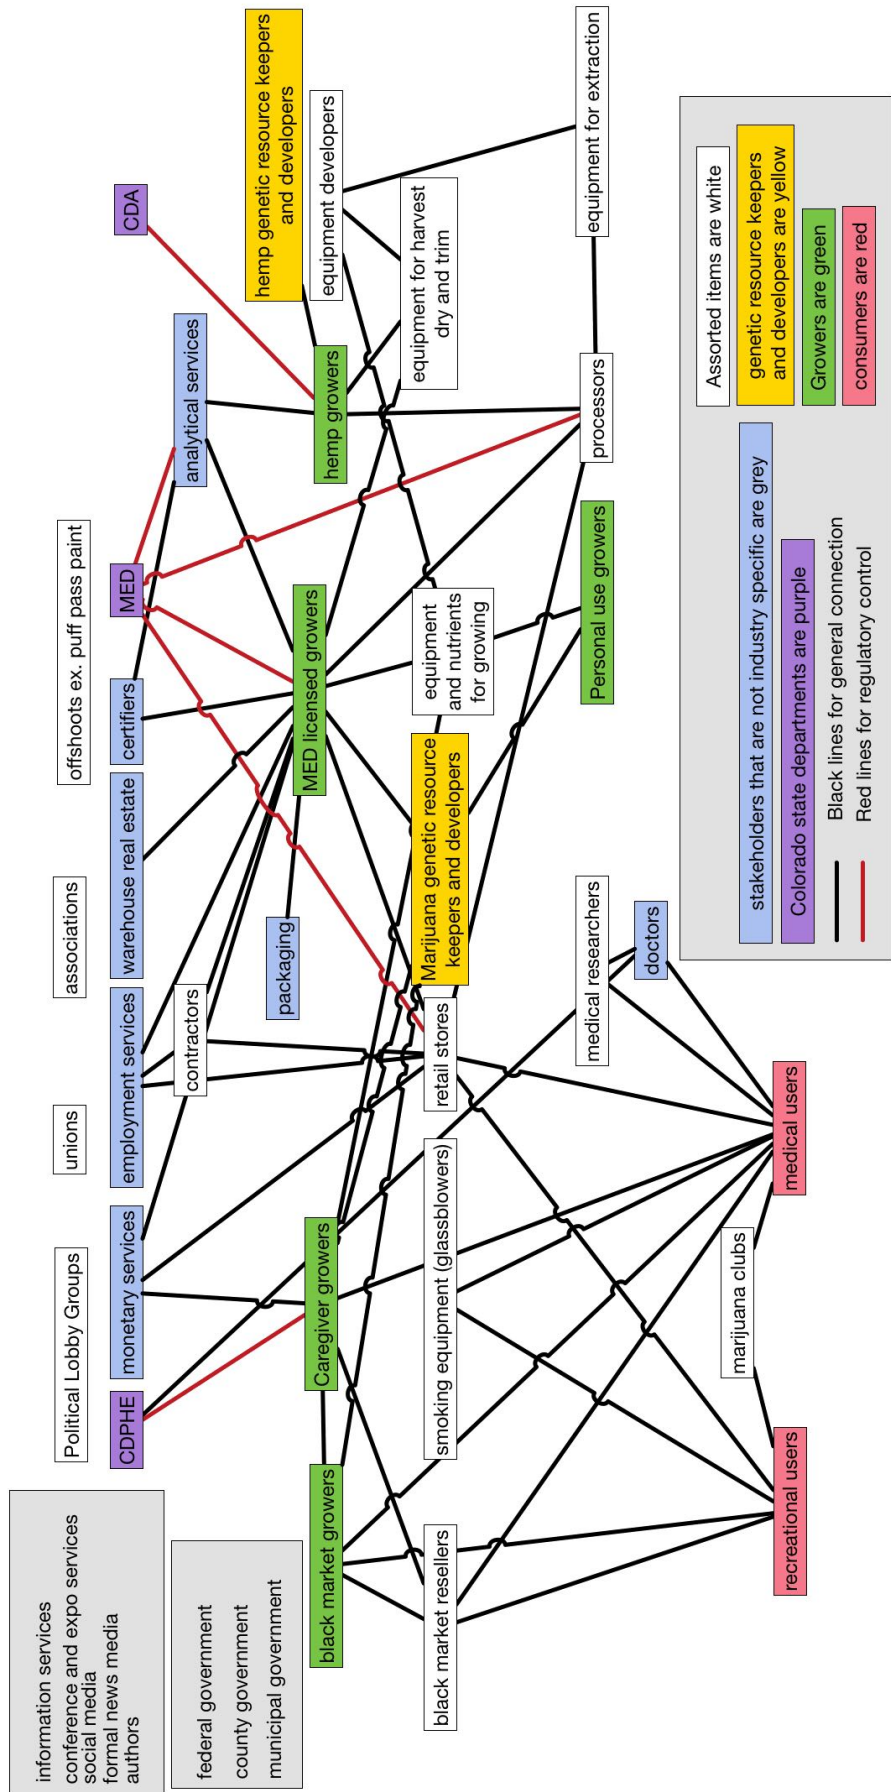 information services
conference and expo services
social media
formal news media
authors
federal government
county government
municipal government
Political Lobby Groups
unions
associations
offshoots ex. puff pass paint
CDPHE
monetary services
employment services
warehouse real estate
certifiers
MED
CDA
contractors
analytical services
packaging
hemp genetic resource keepers
and developers
black market growers
Caregiver growers
MED licensed growers
hemp growers
equipment developers
black market resellers
smoking equipment (glassblowers)
retail stores
Marijuana genetic resource
keepers and developers
equipment
and nutrients
for growing
equipment for harvest
dry and trim
medical researchers
Personal use growers
processors
equipment for extraction
doctors
marijuana clubs
recreational users
medical users
stakeholders that are not industry specific are grey
Colorado state departments are purple
Black lines for general connection
Red lines for regulatory control
Assorted items are white
genetic resource keepers
and developers are yellow
Growers are green
consumers are red